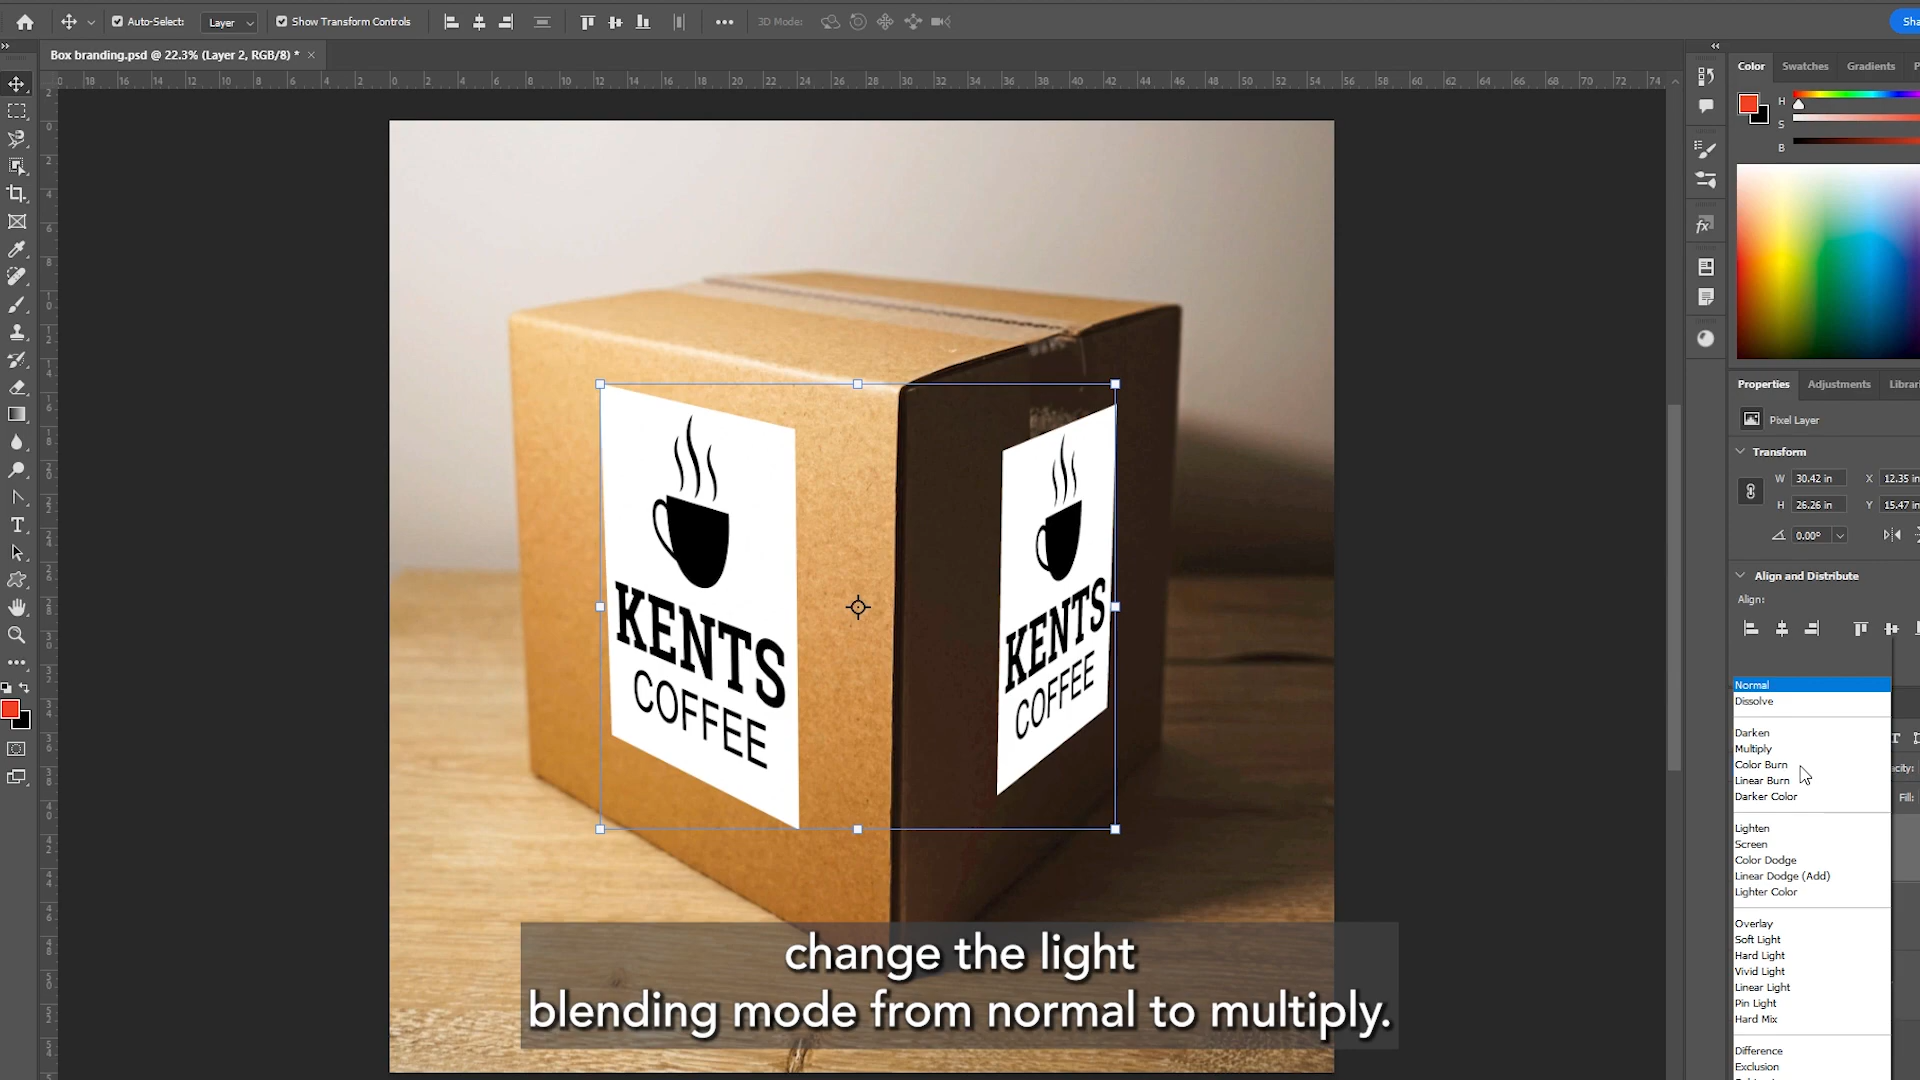 Auto-Select:
Layer
Show Transform Controls
3D Mode:
Sha
Box branding.psd @ 22.3% (Layer 2, RGB/8) *
Color
Swatches
Gradients
P
H
S
B
Properties
Adjustments
Librari
Pixel Layer
Transform
W 30.42 in X 12.35 in
H 26.26 in Y 15.47 in
0.00°
Align and Distribute
Align:
Normal
Dissolve
Darken
Multiply
Color Burn
Linear Burn
Darker Color
Lighten
Screen
Color Dodge
Linear Dodge (Add)
Lighter Color
Overlay
Soft Light
Hard Light
Vivid Light
Linear Light
Pin Light
Hard Mix
Difference
Exclusion
acity:
Fill:
KENTS
COFFEE
KENTS
COFFEE
change the light
blending mode from normal to multiply.